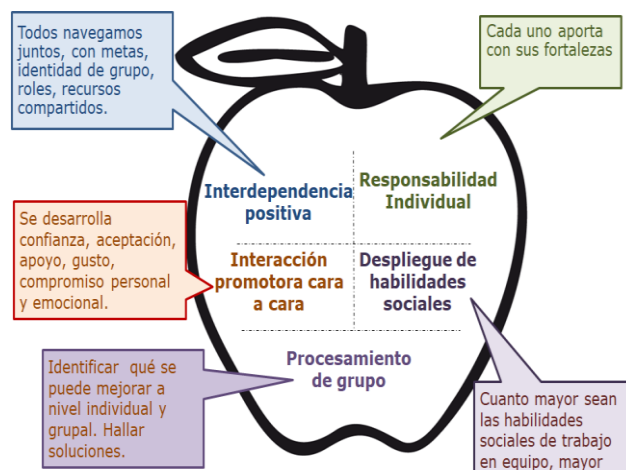 Todos navegamos
juntos, con metas,
identidad de grupo,
roles, recursos
compartidos.
Cada uno aporta
con sus fortalezas
Interdependencia
positiva
Responsabilidad
Individual
Se desarrolla
confianza, aceptación,
apoyo, gusto,
compromiso personal
y emocional.
Interacción
promotora cara
a cara
Despliegue de
habilidades
sociales
Identificar qué se
puede mejorar a
nivel individual y
grupal. Hallar
soluciones.
Procesamiento
de grupo
Cuanto mayor sean
las habilidades
sociales de trabajo
en equipo, mayor